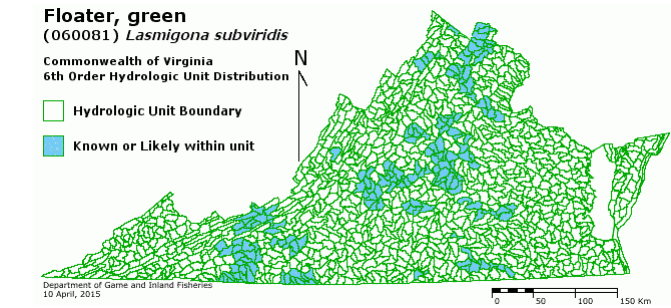 Floater, green
(060081) Lasmigona subviridis
Commonwealth of Virginia
6th Order Hydrologic Unit Distribution
N
Hydrologic Unit Boundary
Known or Likely within unit
Department of Game and Inland Fisheries
10 April, 2015
0 50 100 150 Km